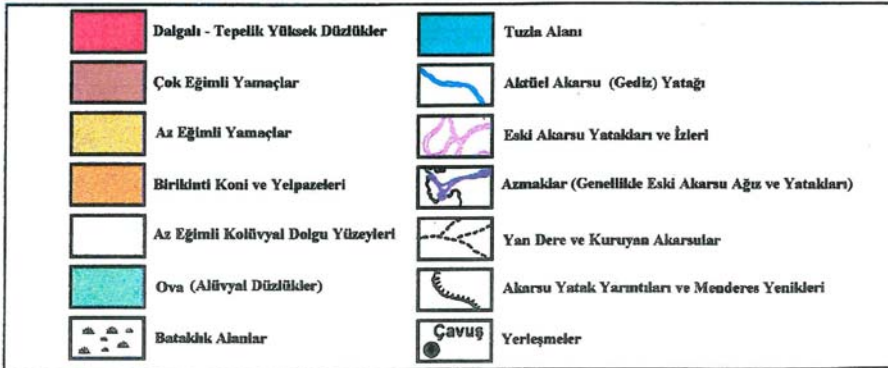 Dalgalı - Tepelik Yüksek Düzlükler
Çok Eğimli Yamaçlar
Az Eğimli Yamaçlar
Birikinti Koni ve Yelpazeleri
Az Eğimli Kolüvyal Dolgu Yüzeyleri
Ova (Alüvyal Düzlükler)
Bataklık Alanlar
Tuzla Alanı
Aktüel Akarsu (Gediz) Yatağı
Eski Akarsu Yatakları ve İzleri
Azmaklar (Genellikle Eski Akarsu Ağız ve Yatakları)
Yan Dere ve Kuruyan Akarsular
Akarsu Yatak Yarıntıları ve Menderes Yenikleri
Çavuş
Yerleşmeler